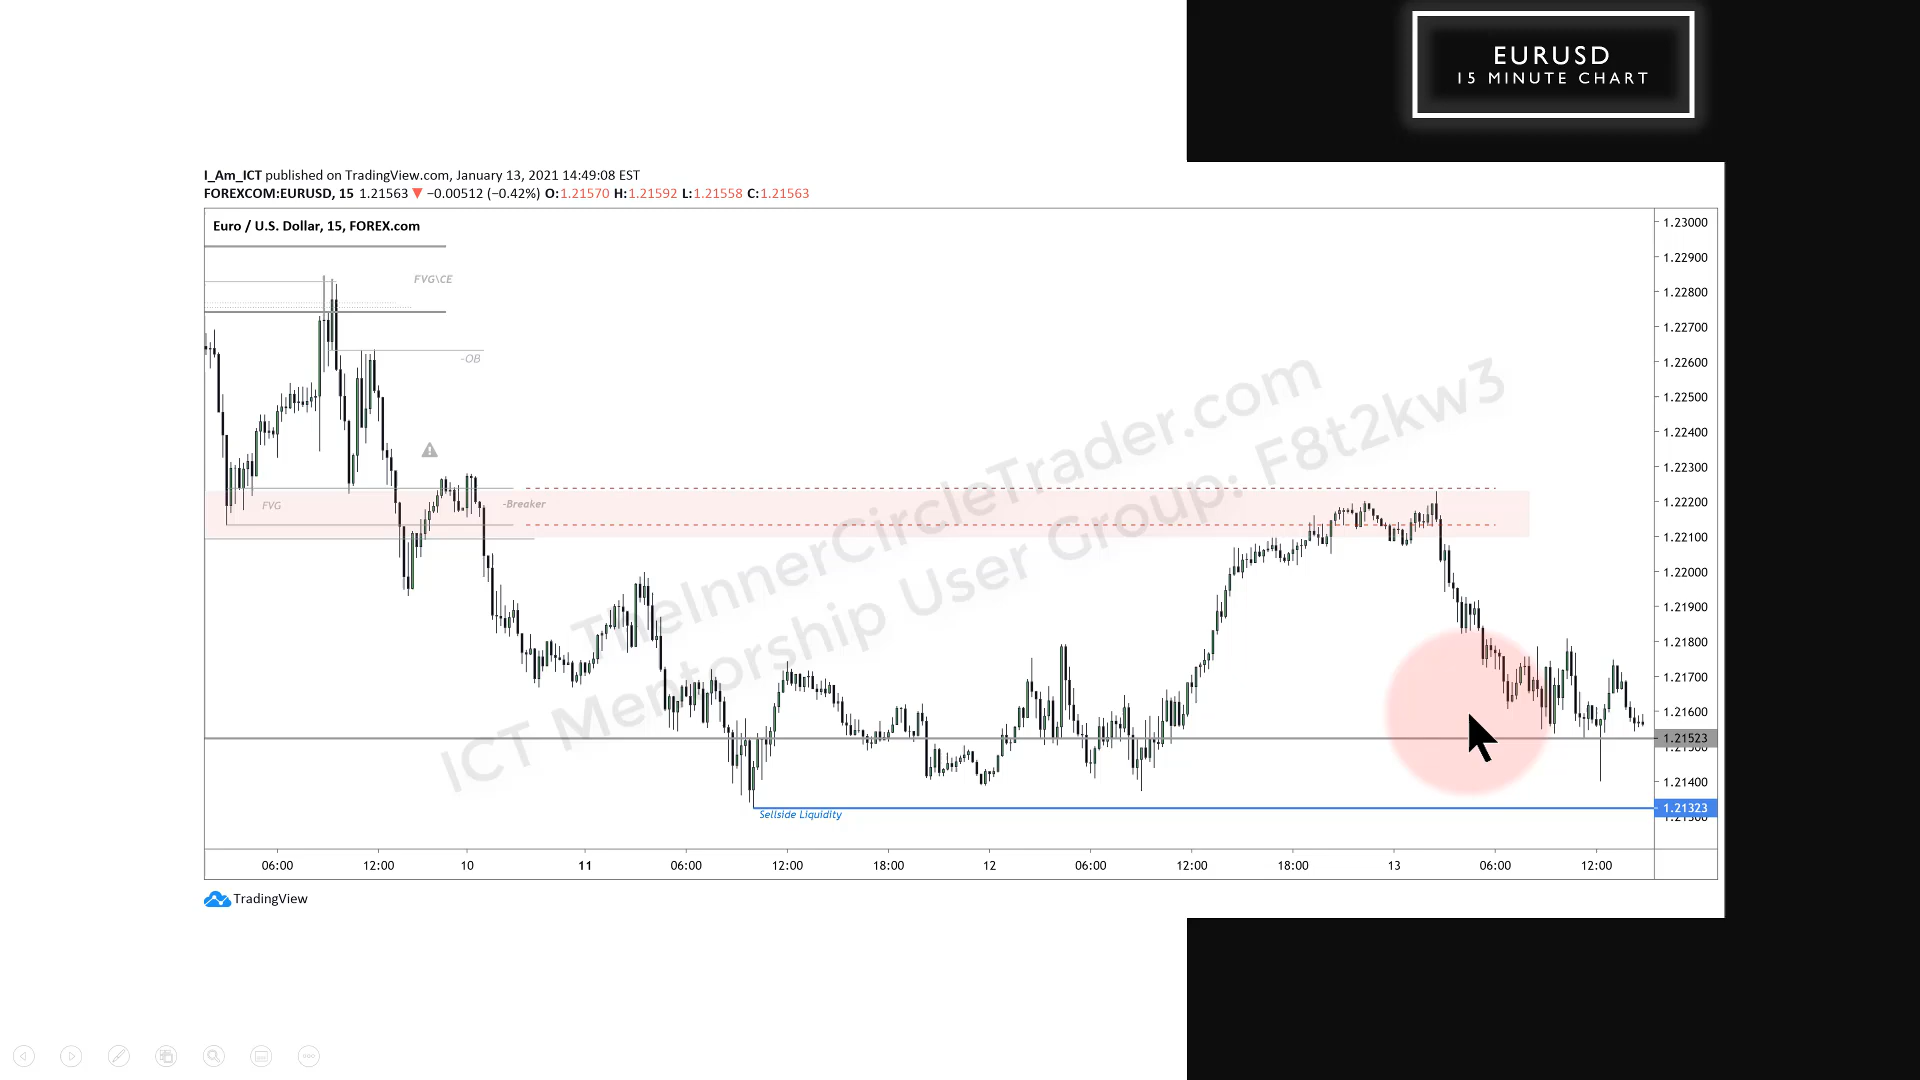 EURUSD
15 MINUTE CHART
I_Am_ICT published on TradingView.com, January 13, 2021 14:49:08 EST
FOREXCOM:EURUSD, 15 1.21563 ▼ −0.00512 (−0.42%) O:1.21570 H:1.21592 L:1.21558 C:1.21563
Euro / U.S. Dollar, 15, FOREX.com
FVG\CE
-OB
FVG
-Breaker
TheInnerCircleTrader.com
ICT Mentorship User Group: F8t2kw3
Sellside Liquidity
1.23000
1.22900
1.22800
1.22700
1.22600
1.22500
1.22400
1.22300
1.22200
1.22100
1.22000
1.21900
1.21800
1.21700
1.21600
1.21523
1.21500
1.21400
1.21323
1.21300
06:00 12:00 10 11 06:00 12:00 18:00 12 06:00 12:00 18:00 13 06:00 12:00
TradingView